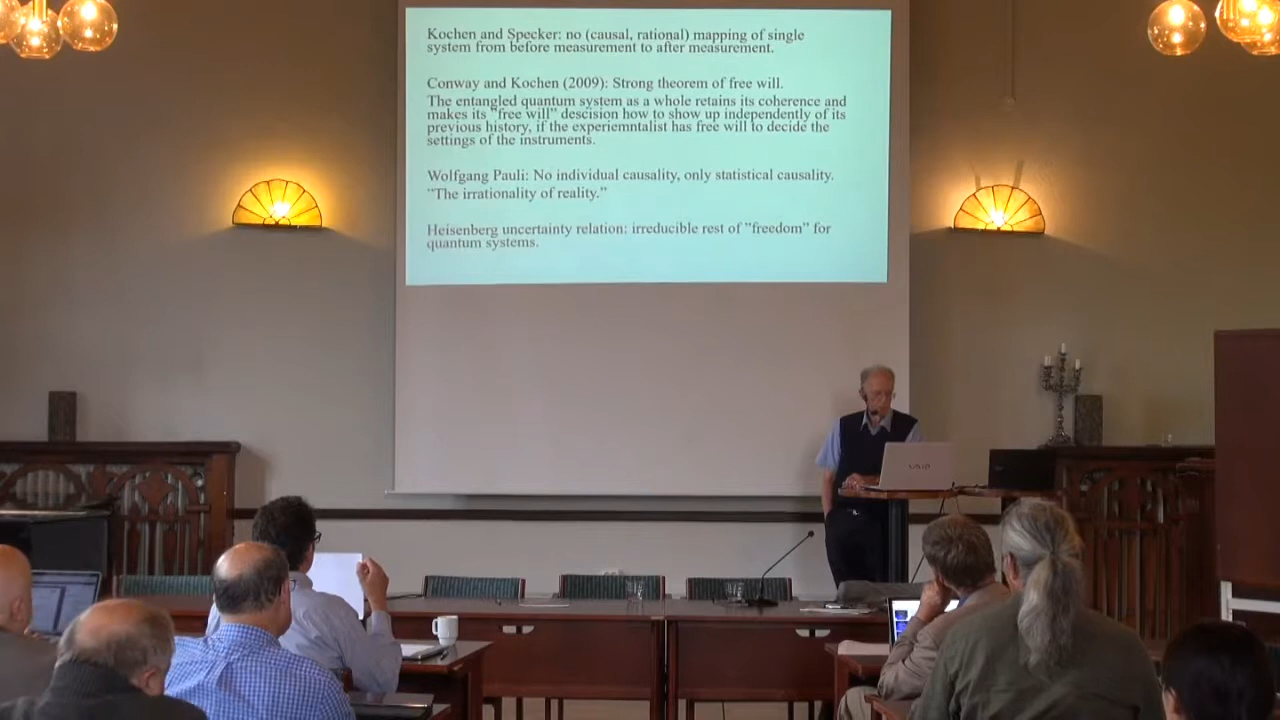 Kochen and Specker: no (causal, rational) mapping of single
system from before measurement to after measurement.
Conway and Kochen (2009): Strong theorem of free will.
The entangled quantum system as a whole retains its coherence and
makes its "free will" descision how to show up independently of its
previous history, if the experiemntalist has free will to decide the
settings of the instruments.
Wolfgang Pauli: No individual causality, only statistical causality.
"The irrationality of reality."
Heisenberg uncertainty relation: irreducible rest of "freedom" for
quantum systems.
VAIO